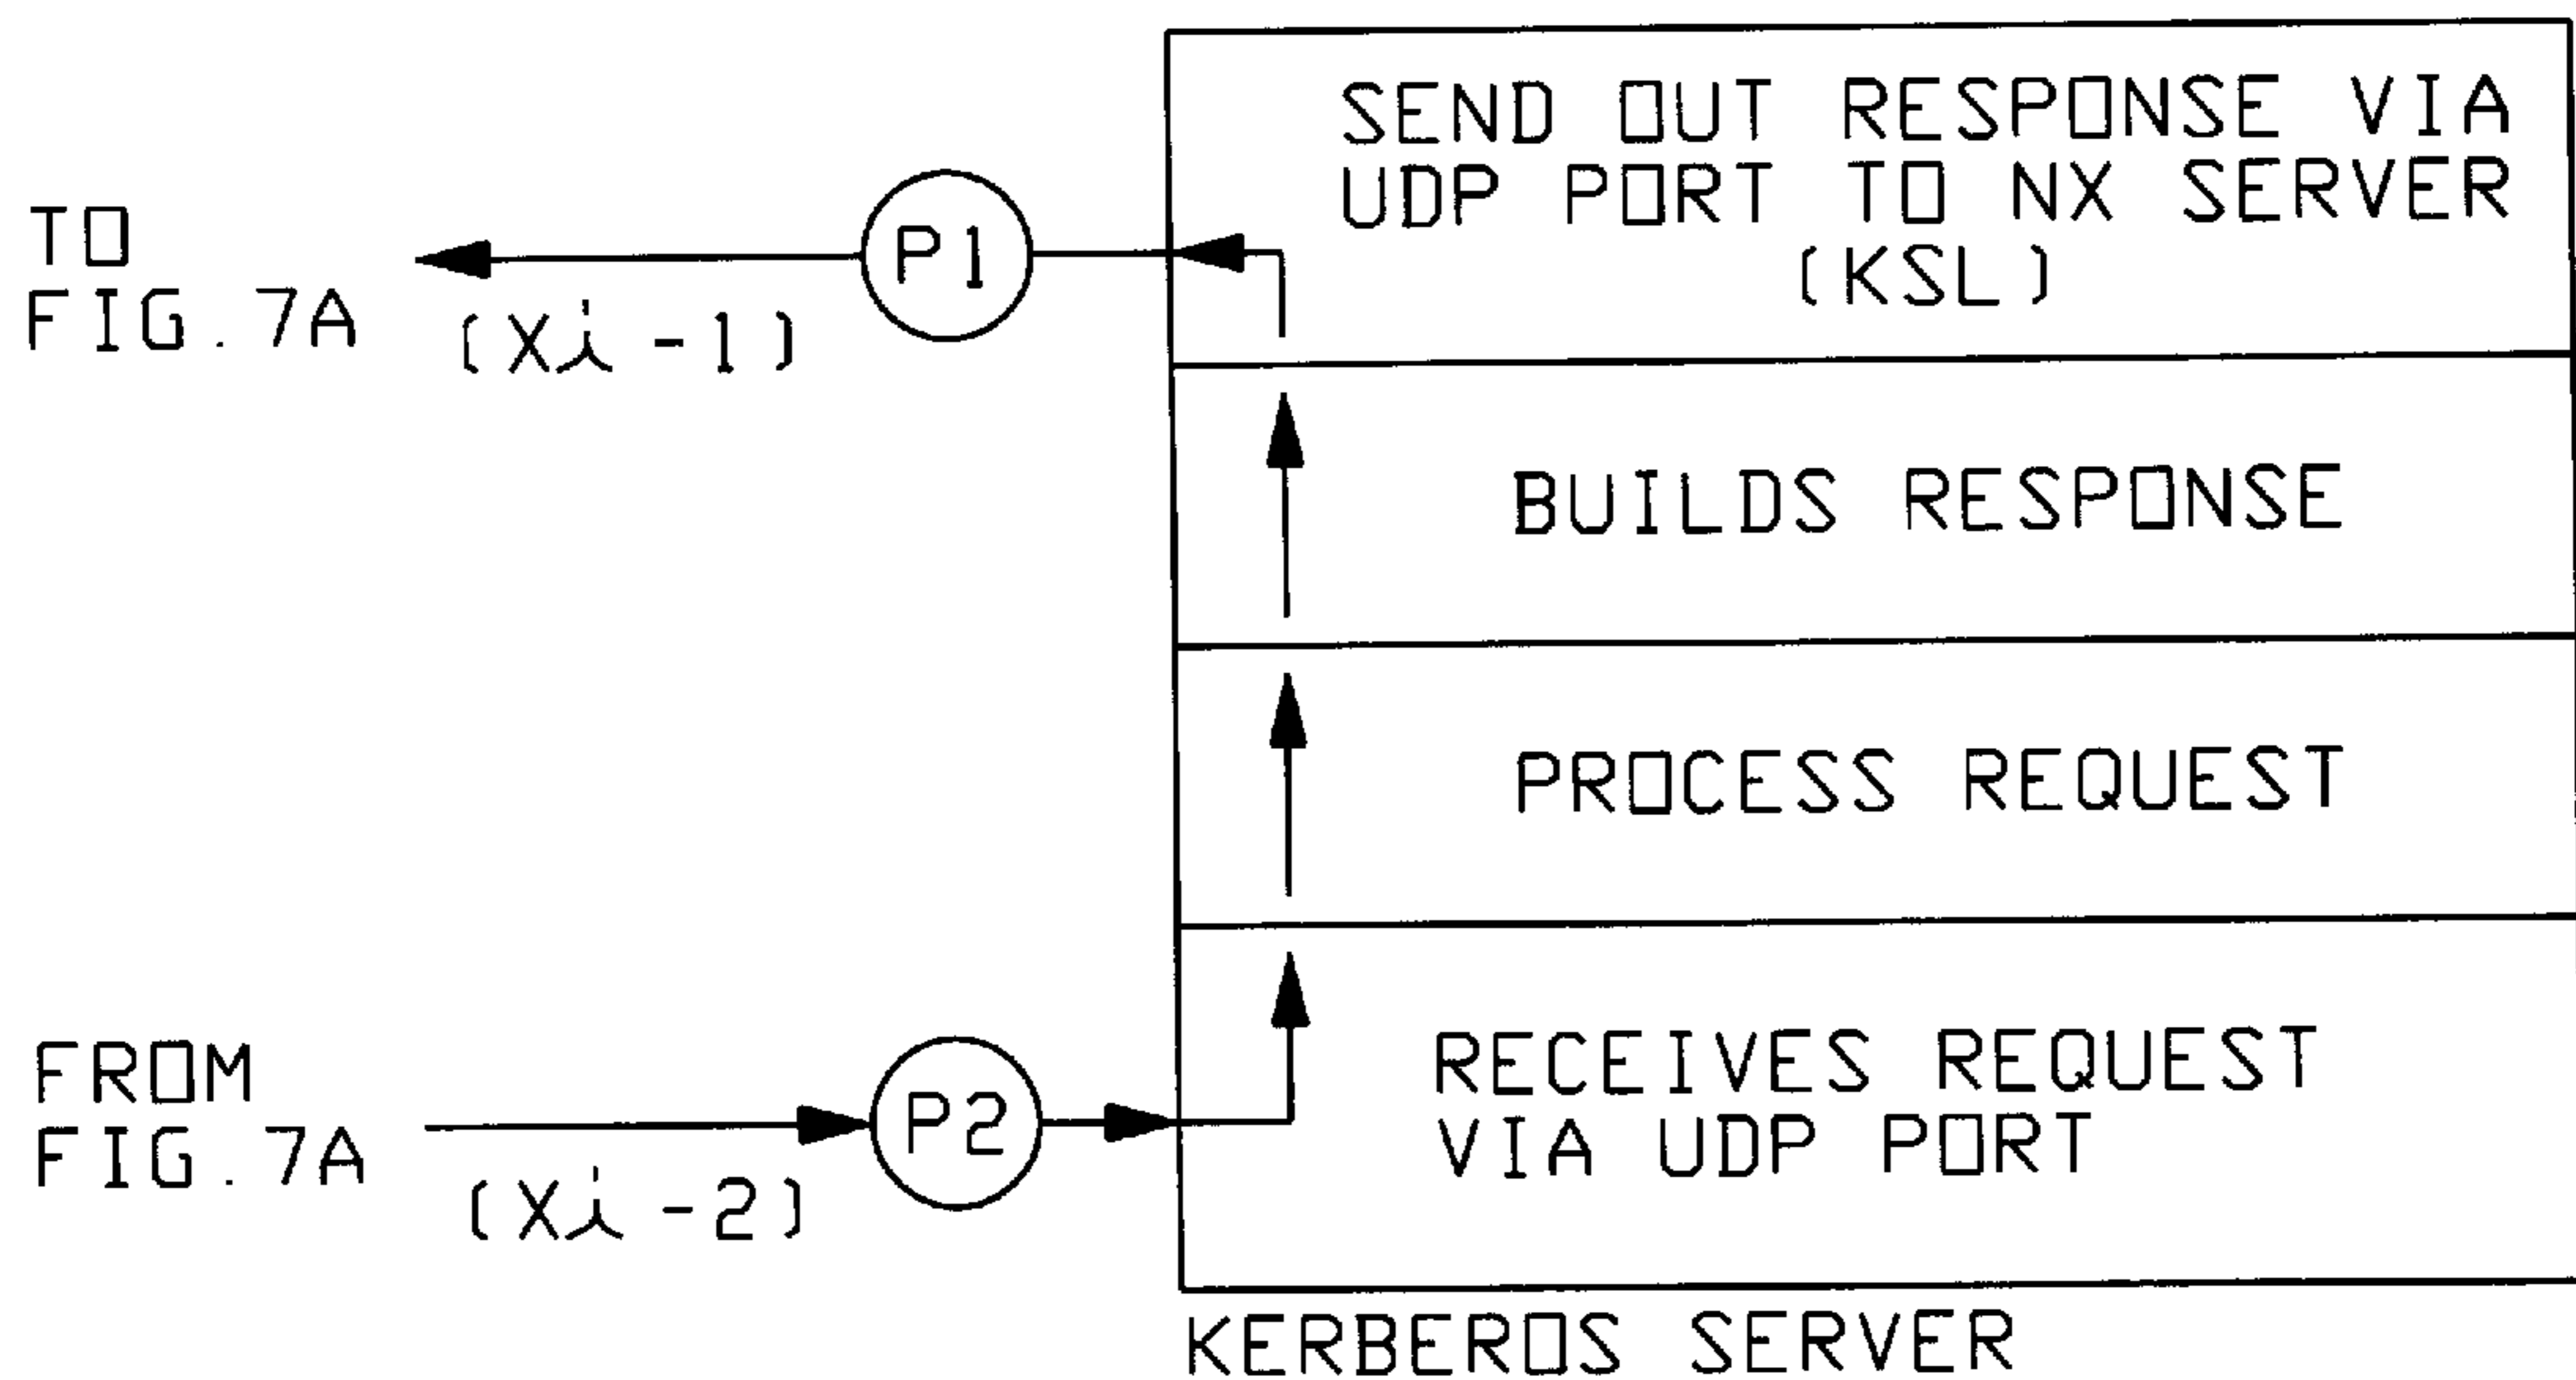 SEND OUT RESPONSE VIA
UDP PORT TO NX SERVER
(KSL)
TO
FIG. 7A
P1
(Xi -1)
BUILDS RESPONSE
PROCESS REQUEST
RECEIVES REQUEST
VIA UDP PORT
FROM
FIG. 7A
P2
(Xi -2)
KERBEROS SERVER